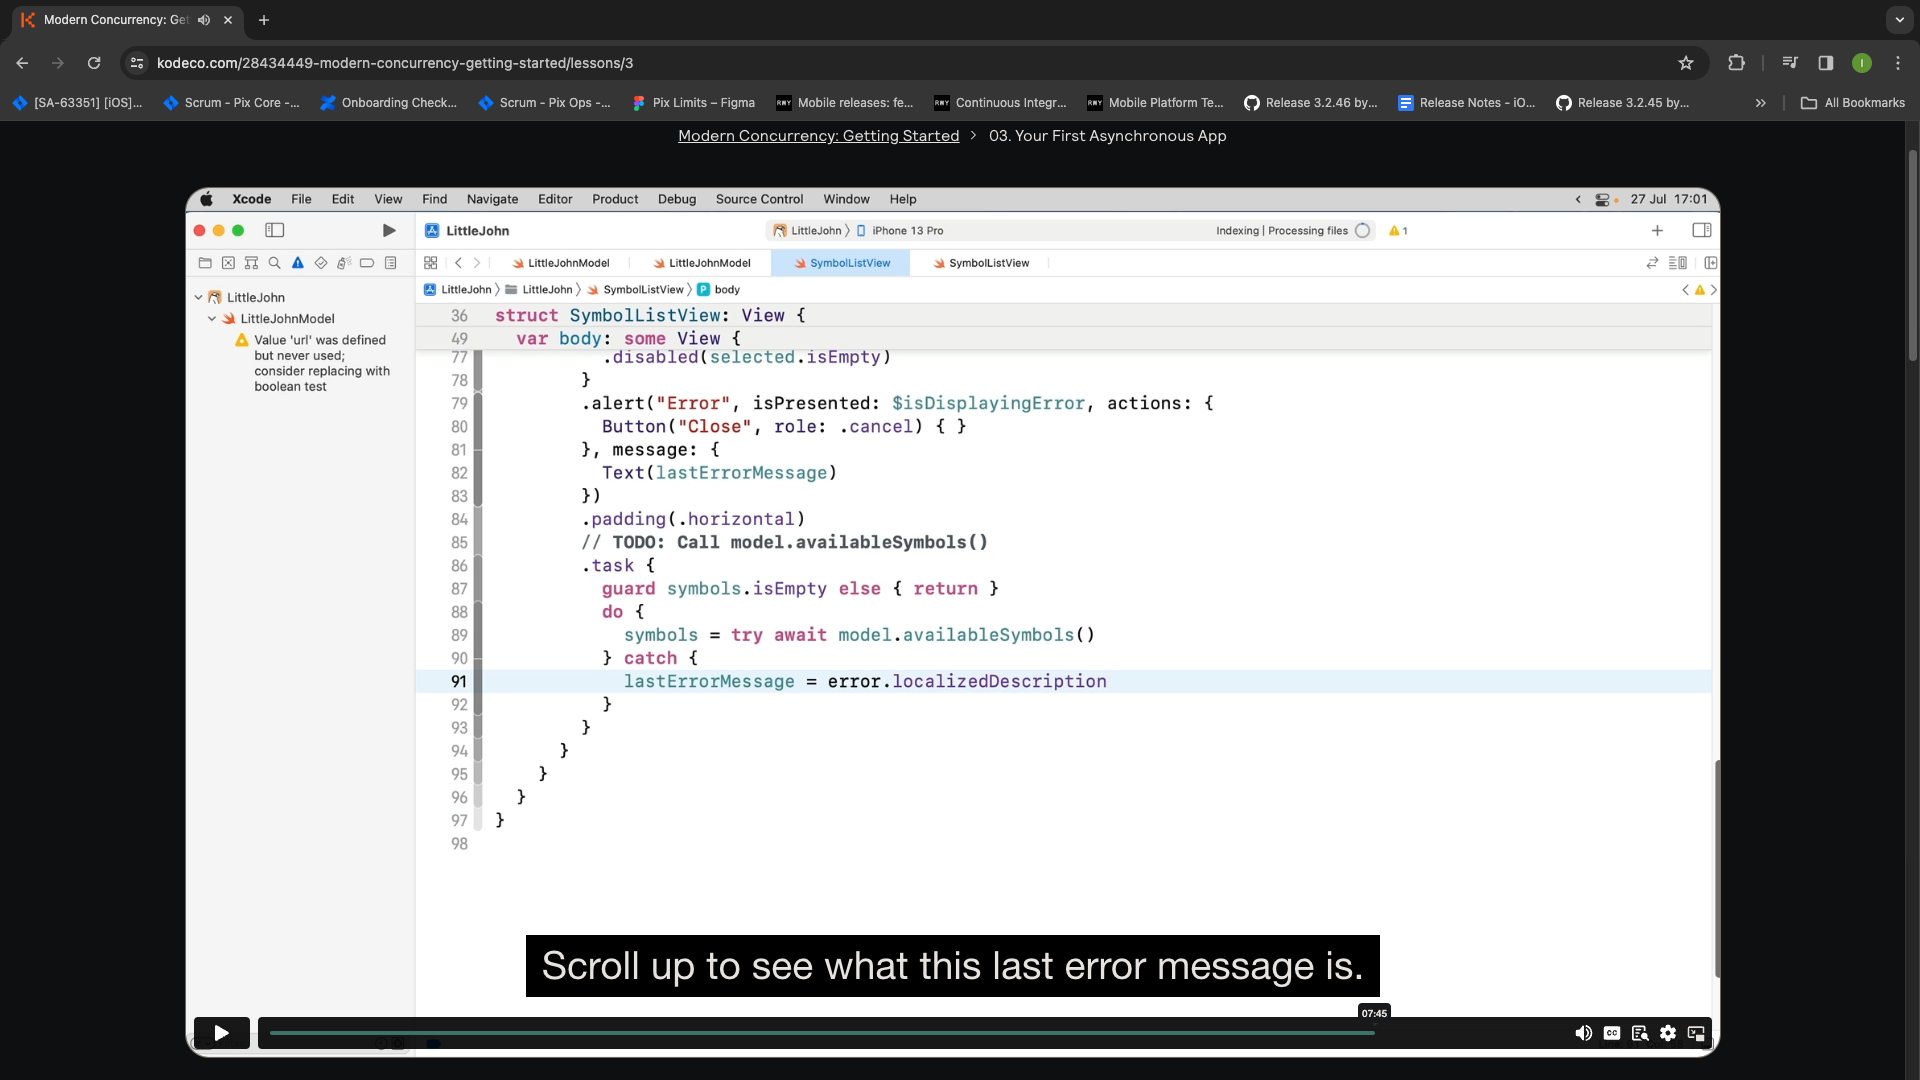 Modern Concurrency: Get
kodeco.com/28434449-modern-concurrency-getting-started/lessons/3
I
[SA-63351] [iOS]...
Scrum - Pix Core -...
Onboarding Check...
Scrum - Pix Ops -...
Pix Limits – Figma
RWY Mobile releases: fe...
RWY Continuous Integr...
RWY Mobile Platform Te...
Release 3.2.46 by...
Release Notes - iO...
Release 3.2.45 by...
»
All Bookmarks
Modern Concurrency: Getting Started > 03. Your First Asynchronous App
Xcode File Edit View Find Navigate Editor Product Debug Source Control Window Help
27 Jul 17:01
LittleJohn
LittleJohn 〉 iPhone 13 Pro
Indexing | Processing files
1
LittleJohnModel
LittleJohnModel
SymbolListView
SymbolListView
LittleJohn 〉 LittleJohn 〉 SymbolListView 〉 P body
LittleJohn
LittleJohnModel
Value 'url' was defined
but never used;
consider replacing with
boolean test
36 struct SymbolListView: View {
49 var body: some View {
77 .disabled(selected.isEmpty)
78 }
79 .alert("Error", isPresented: $isDisplayingError, actions: {
80 Button("Close", role: .cancel) { }
81 }, message: {
82 Text(lastErrorMessage)
83 })
84 .padding(.horizontal)
85 // TODO: Call model.availableSymbols()
86 .task {
87 guard symbols.isEmpty else { return }
88 do {
89 symbols = try await model.availableSymbols()
90 } catch {
91 lastErrorMessage = error.localizedDescription
92 }
93 }
94 }
95 }
96 }
97 }
98
Scroll up to see what this last error message is.
07:45
CC